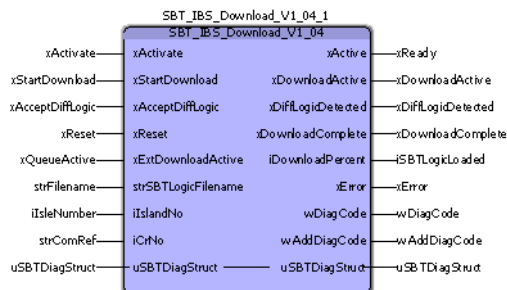 SBT_IBS_Download_V1_04_1
SBT_IBS_Download_V1_04
xActivate xActivate xActive xReady
xStartDownload xStartDownload xDownloadActive xDownloadActive
xAcceptDiffLogic xAcceptDiffLogic xDiffLogicDetected xDiffLogicDetected
xReset xReset xDownloadComplete xDownloadComplete
xQueueActive xExtDownloadActive iDownloadPercent iSBTLogicLoaded
strFilename strSBTLogicFilename xError xError
iIsleNumber iIslandNo wDiagCode wDiagCode
strComRef iCrNo wAddDiagCode wAddDiagCode
uSBTDiagStruct uSBTDiagStruct uSBTDiagStruct uSBTDiagStruct